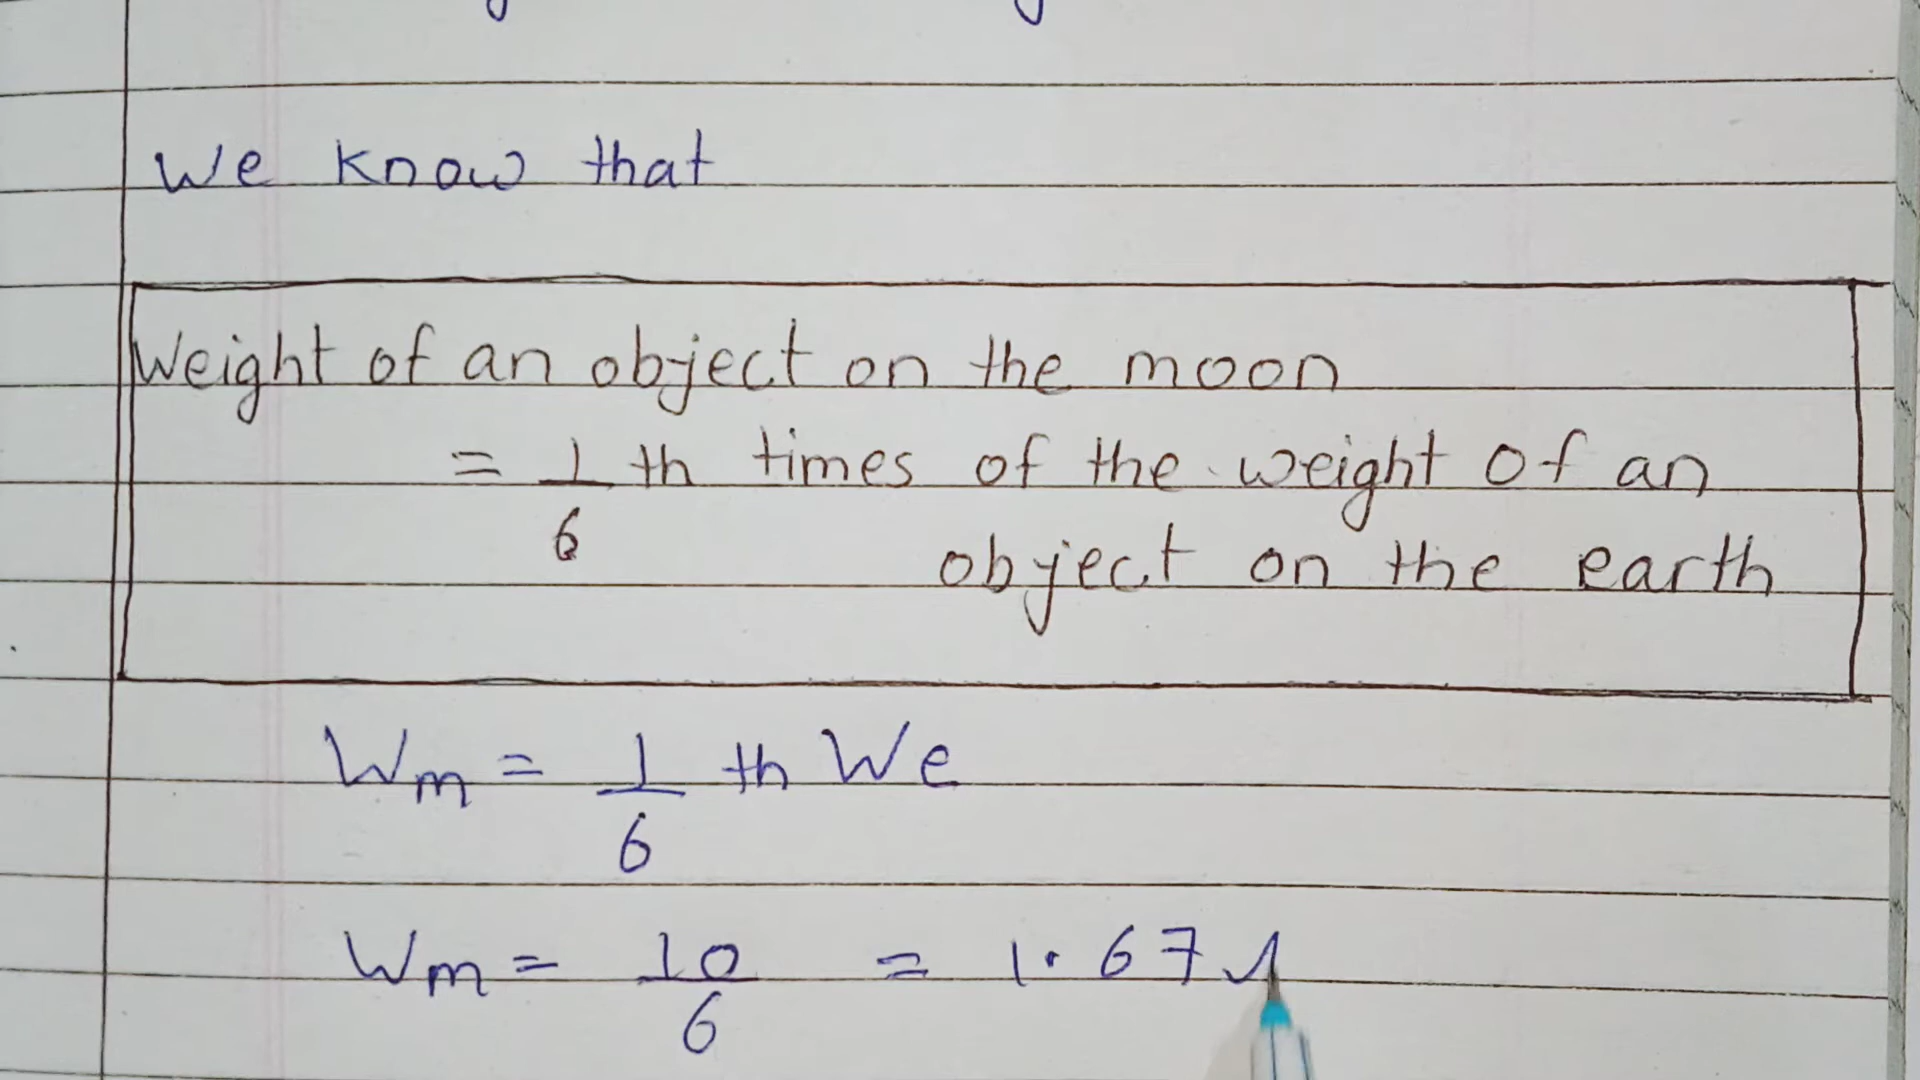 We know that
Weight of an object on the moon
= 1/6 th times of the weight of an
object on the earth
Wm = 1/6 th We
Wm = 10/6 = 1.67